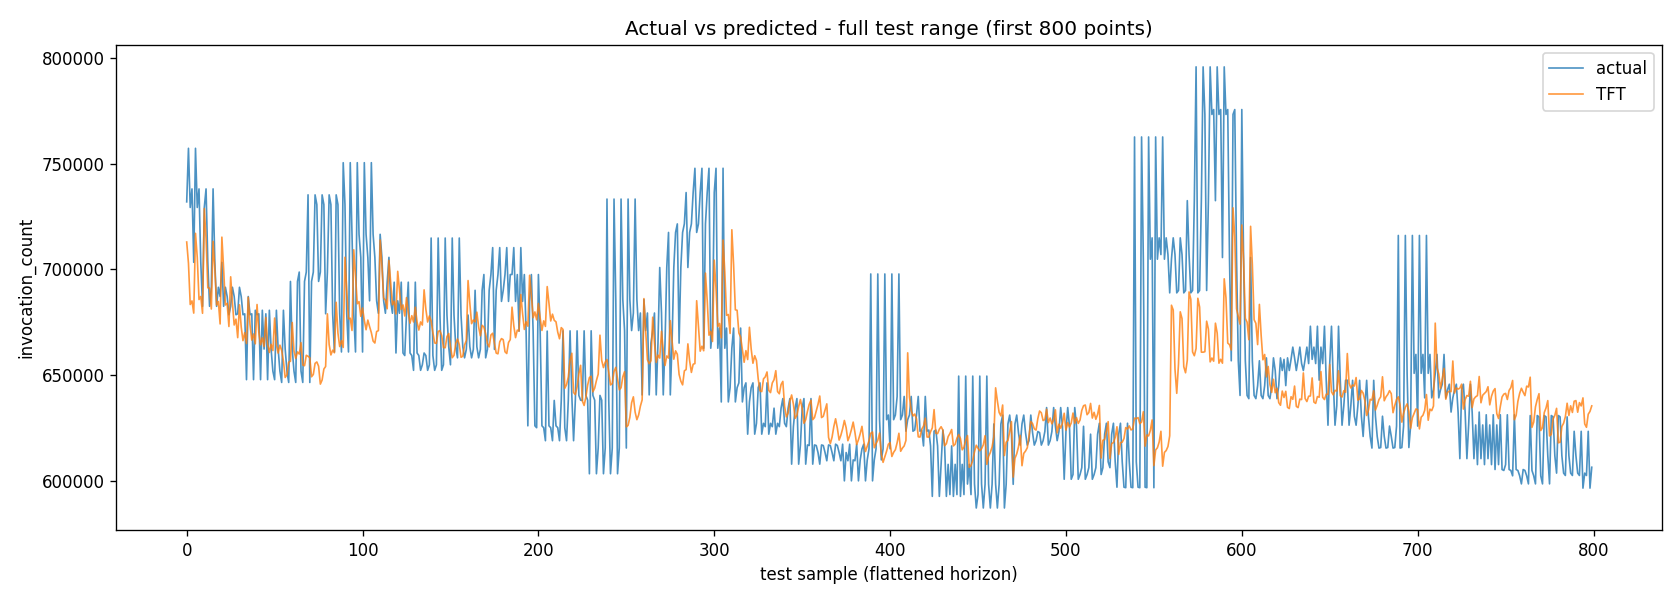 Actual vs predicted - full test range (first 800 points)
800000
750000
700000
650000
600000
invocation_count
actual
TFT
0
100
200
300
400
500
600
700
800
test sample (flattened horizon)